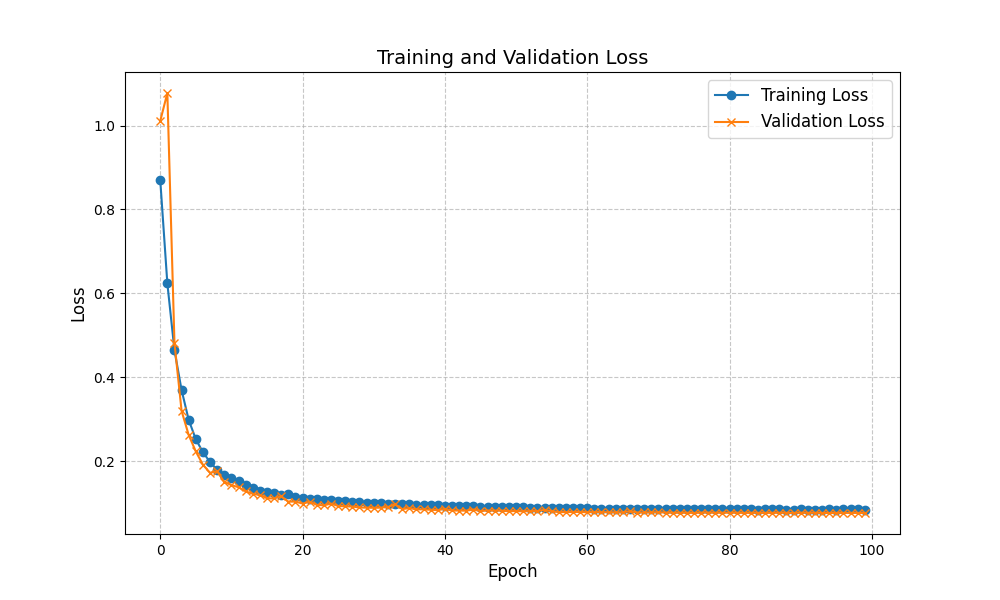 Training and Validation Loss
Training Loss
Validation Loss
1.0
0.8
0.6
0.4
0.2
Loss
0 20 40 60 80 100
Epoch